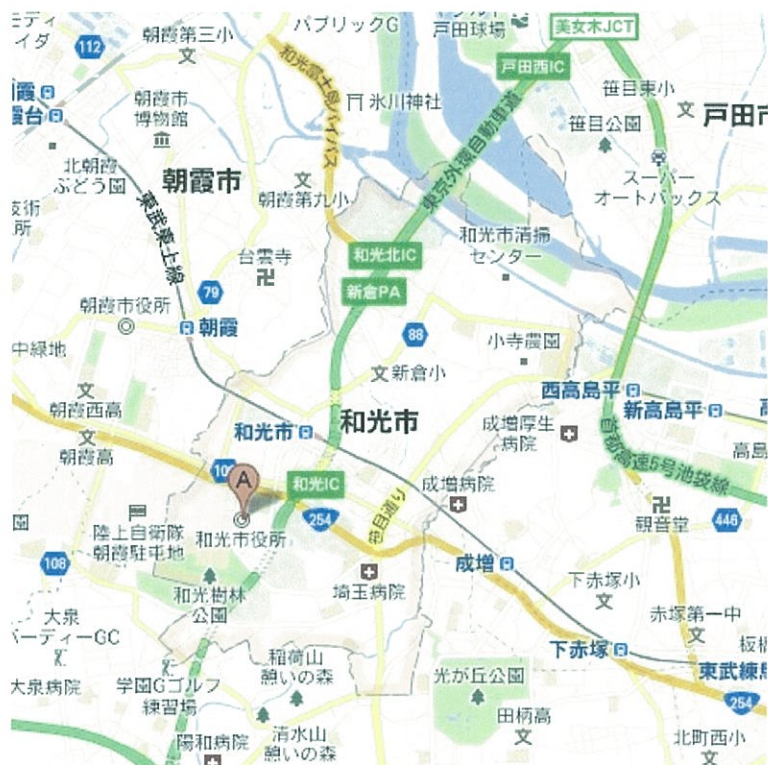 パブリックG
戸田球場
美女木JCT
朝霞第三小
112
和光富士見バイパス
戸田西IC
笹目東小
戸田市
朝霞市
博物館
氷川神社
笹目公園
東京外環自動車道
スーパー
オートバックス
北朝霞
ぶどう園
朝霞市
朝霞第九小
東武東上線
和光市清掃
センター
台雲寺
和光北IC
新倉PA
79
朝霞市役所
朝霞
88
小寺農園
中緑地
新倉小
西高島平
新高島平
朝霞西高
和光市
和光市
成増厚生
病院
朝霞高
首都高速5号池袋線
A
和光IC
成増病院
254
笹目通り
観音堂
446
和光市役所
陸上自衛隊
朝霞駐屯地
108
成増
埼玉病院
下赤塚小
和光樹林
公園
赤塚第一中
大泉
バーディーGC
下赤塚
稲荷山
憩いの森
光が丘公園
東武練馬
大泉病院
学園Gゴルフ
練習場
254
田柄高
清水山
憩いの森
陽和病院
北町西小